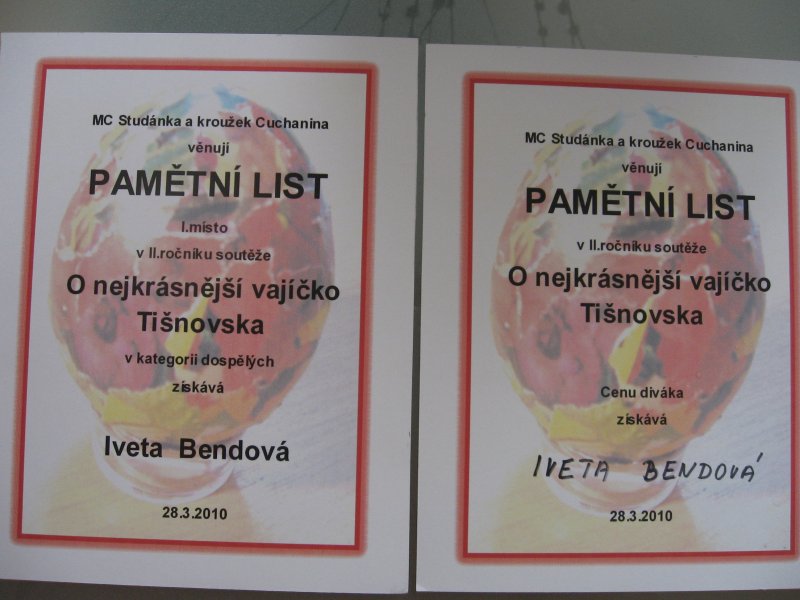 MC Studánka a kroužek Cuchanina
věnují
PAMĚTNÍ LIST
I.místo
v II.ročníku soutěže
O nejkrásnější vajíčko
Tišnovska
v kategorii dospělých
získává
Iveta Bendová
28.3.2010
MC Studánka a kroužek Cuchanina
věnují
PAMĚTNÍ LIST
v II.ročníku soutěže
O nejkrásnější vajíčko
Tišnovska
Cenu diváka
získává
IVETA BENDOVÁ
28.3.2010